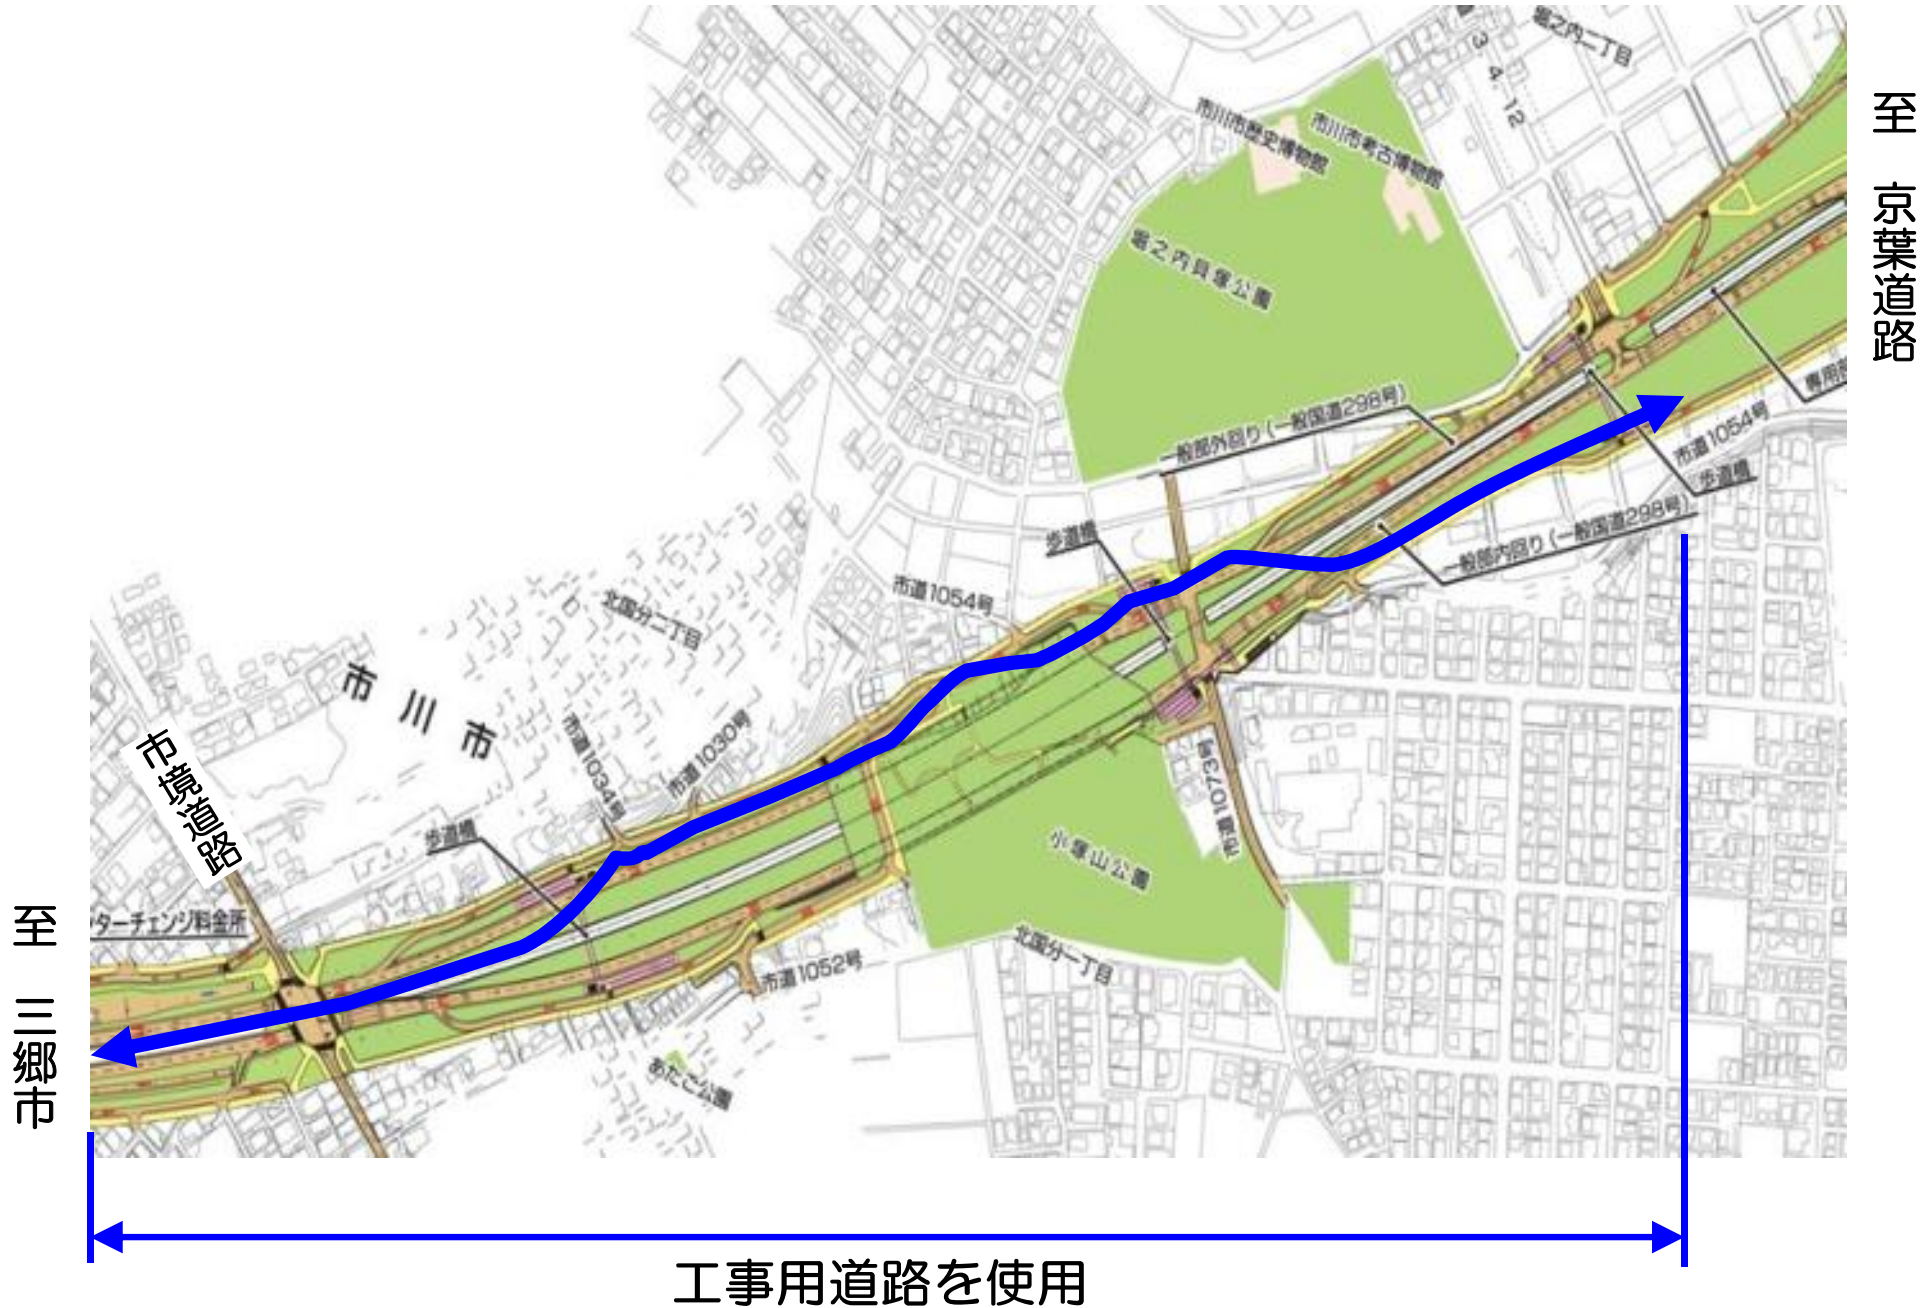 堀之内二丁目
3 4 12
市川市歴史博物館
市川市考古博物館
至 京葉道路
堀之内貝塚公園
専用部
一般部外回り（一般国道298号）
市道1054号
歩道橋
一般部内回り（一般国道298号）
歩道橋
市道1054号
北国分二丁目
市川市
市道1034号
市道1030号
市境道路
市道1073号
歩道橋
小塚山公園
ターチェンジ料金所
北国分一丁目
市道1052号
至 三郷市
あたご公園
工事用道路を使用